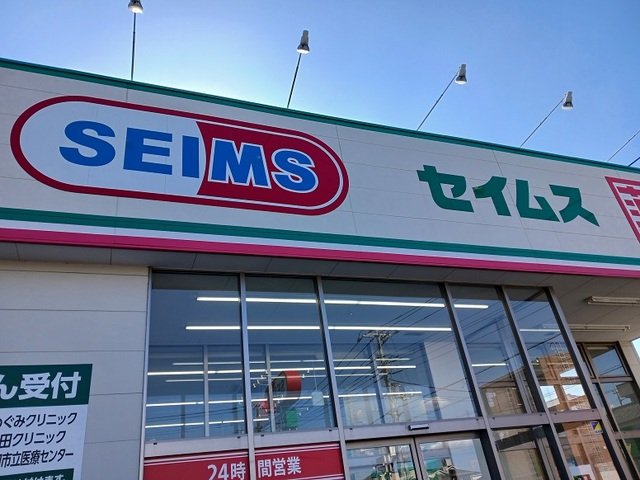 SEIMS
セイムス
ん受付
ぐみクリニック
田クリニック
市立医療センター
24時間営業